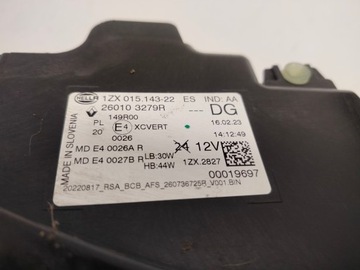 HELLA 1ZX 015.143-22 ES IND: AA
26010 3279R --- DG
149R00 16.02.23
PL E4 XCVERT 14:12:49
20 0026
MADE IN SLOVENIA
MD E4 0026A R 24 12V
MD E4 0027B R LB:30W 1ZX.2827
HB:44W
00019697
20220817_RSA_BCB_AFS_260736725R_V001.BIN